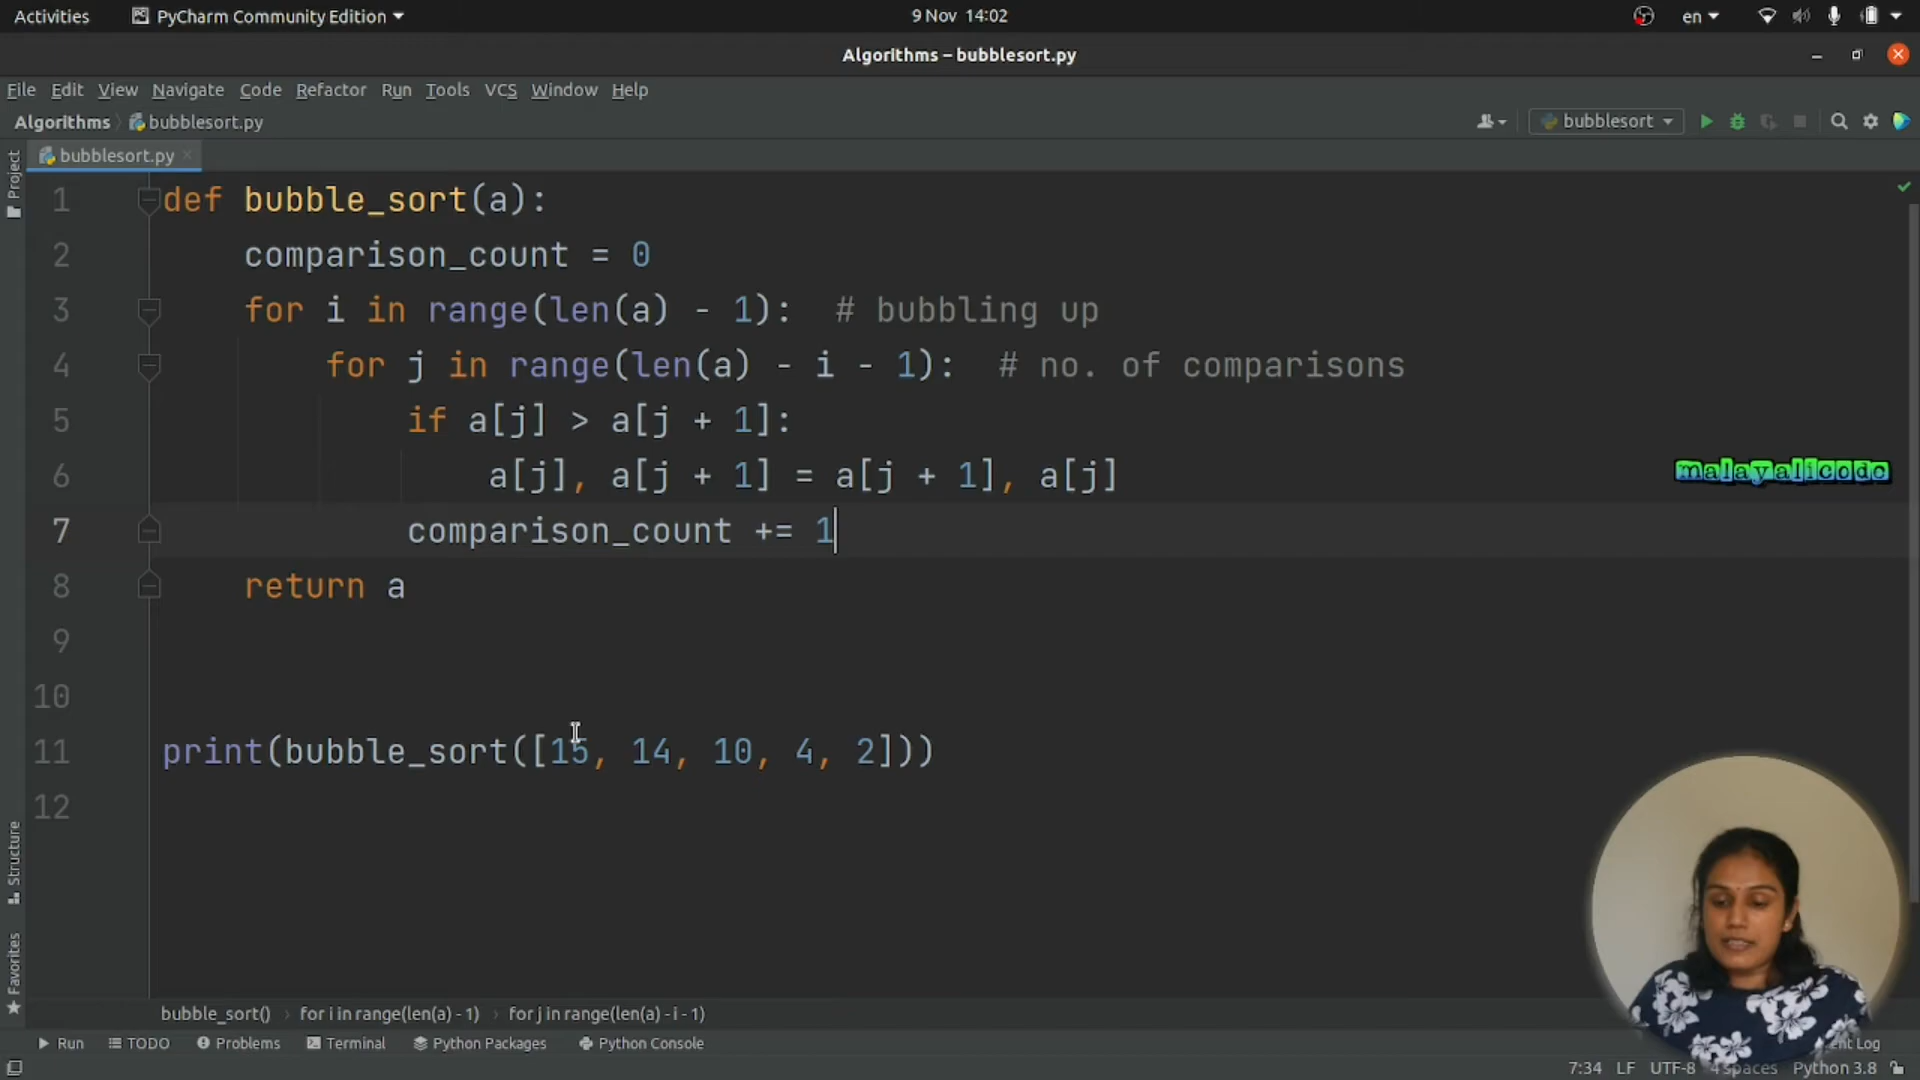 Activities PyCharm Community Edition 9 Nov 14:02 en
Algorithms – bubblesort.py
File Edit View Navigate Code Refactor Run Tools VCS Window Help
Algorithms bubblesort.py bubblesort
Project
bubblesort.py
1 def bubble_sort(a):
2 comparison_count = 0
3 for i in range(len(a) - 1): # bubbling up
4 for j in range(len(a) - i - 1): # no. of comparisons
5 if a[j] > a[j + 1]:
6 a[j], a[j + 1] = a[j + 1], a[j]
malayalicode
7 comparison_count += 1
8 return a
9
10
11 print(bubble_sort([15, 14, 10, 4, 2]))
12
Structure
Favorites
bubble_sort() for i in range(len(a) - 1) for j in range(len(a) - i - 1)
Run TODO Problems Terminal Python Packages Python Console Log
7:34 LF UTF-8 4 spaces Python 3.8